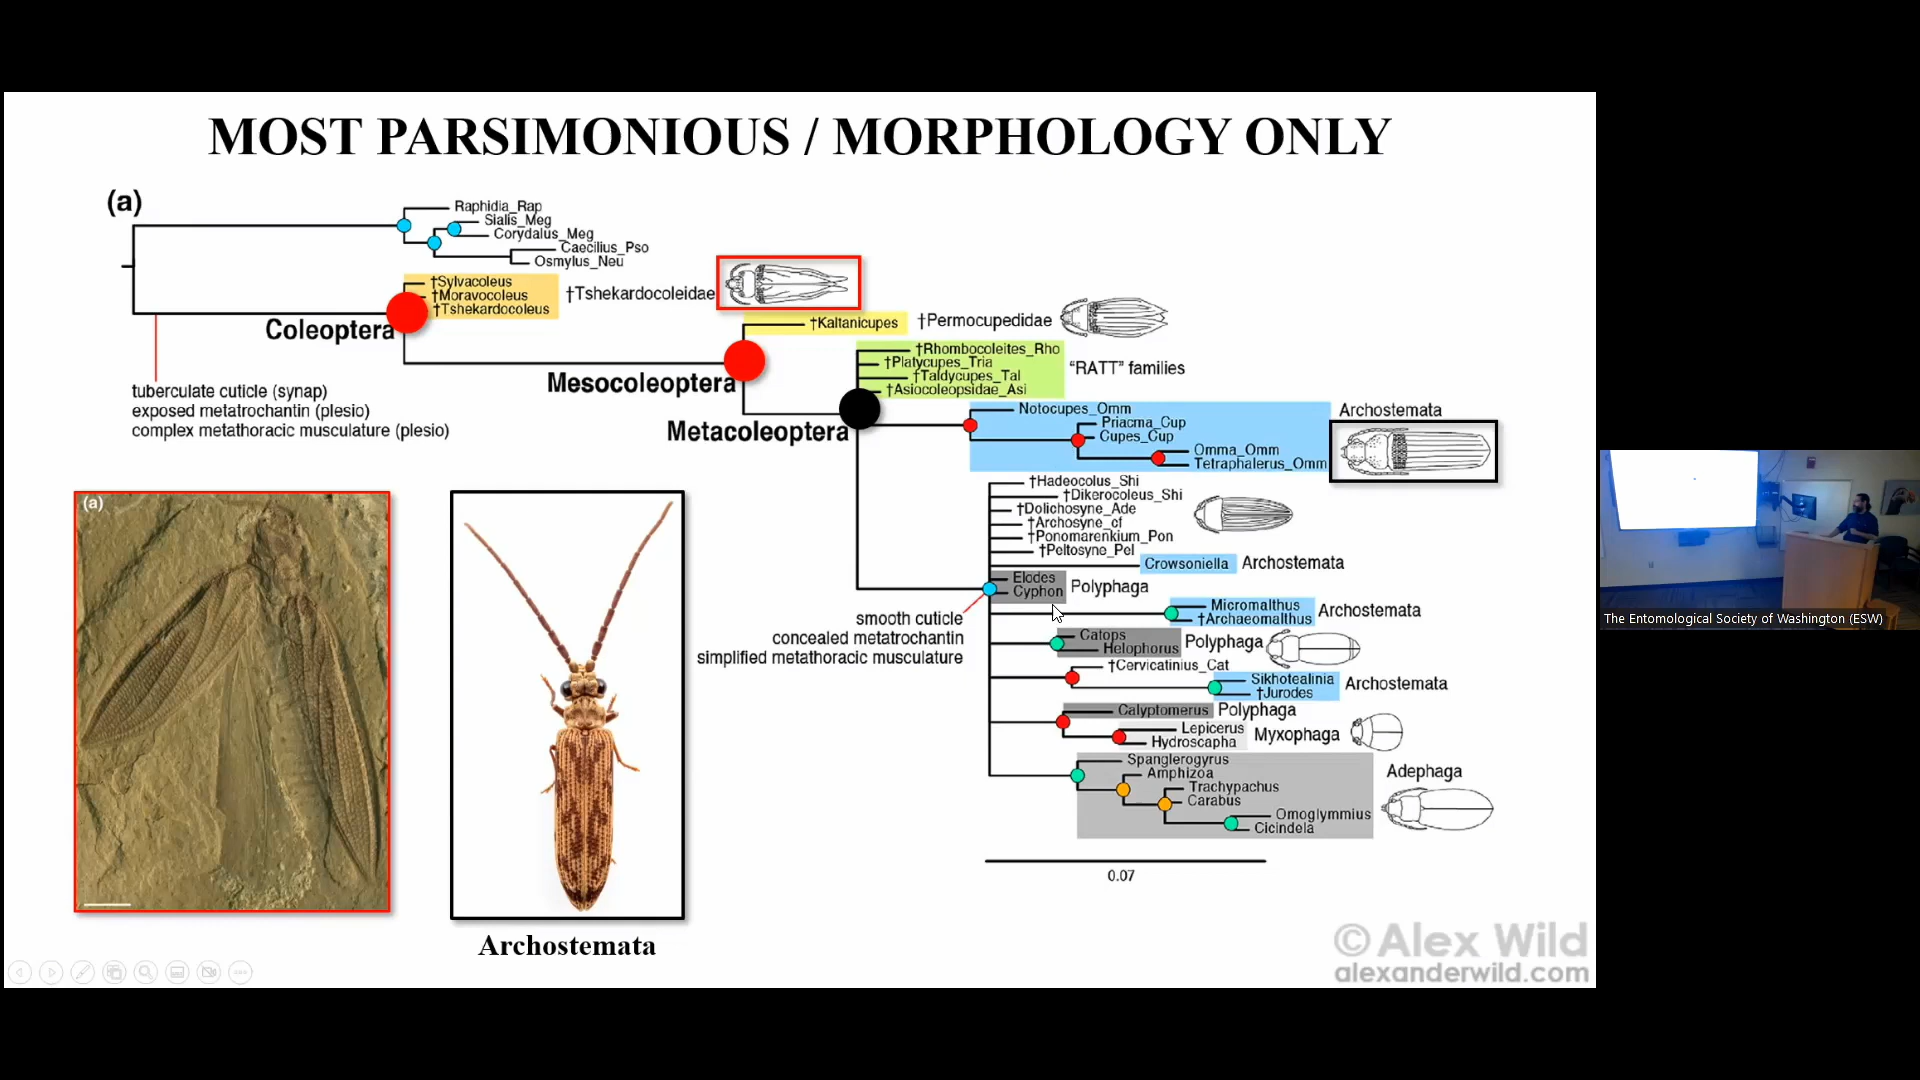 MOST PARSIMONIOUS / MORPHOLOGY ONLY
(a)
Raphidia_Rap
Sialis_Meg
Corydalus_Meg
Caecilius_Pso
Osmylus_Neu
†Sylvacoleus
†Moravocoleus
†Tshekardocoleus
†Tshekardocoleidae
Coleoptera
†Kaltanicupes
†Permocupedidae
Mesocoleoptera
†Rhombocoleites_Rho
†Platycupes_Tria
†Taldycupes_Tal
†Asiocoleopsidae_Asi
"RATT" families
Metacoleoptera
tuberculate cuticle (synap)
exposed metatrochantin (plesio)
complex metathoracic musculature (plesio)
Notocupes_Omm
Priacma_Cup
Cupes_Cup
Omma_Omm
Tetraphalerus_Omm
Archostemata
†Hadeocolus_Shi
†Dikerocoleus_Shi
†Dolichosyne_Ade
†Archosyne_cf
†Ponomarenkium_Pon
†Peltosyne_Pel
Crowsoniella Archostemata
Elodes
Cyphon
Polyphaga
smooth cuticle
concealed metatrochantin
simplified metathoracic musculature
Micromalthus
†Archaeomalthus
Archostemata
Catops
Helophorus
Polyphaga
†Cervicatinius_Cat
Sikhotealinia
†Jurodes
Archostemata
Calyptomerus Polyphaga
Lepicerus
Hydroscapha
Myxophaga
Spanglerogyrus
Amphizoa
Trachypachus
Carabus
Omoglymmius
Cicindela
Adephaga
0.07
(a)
Archostemata
© Alex Wild
alexanderwild.com
The Entomological Society of Washington (ESW)